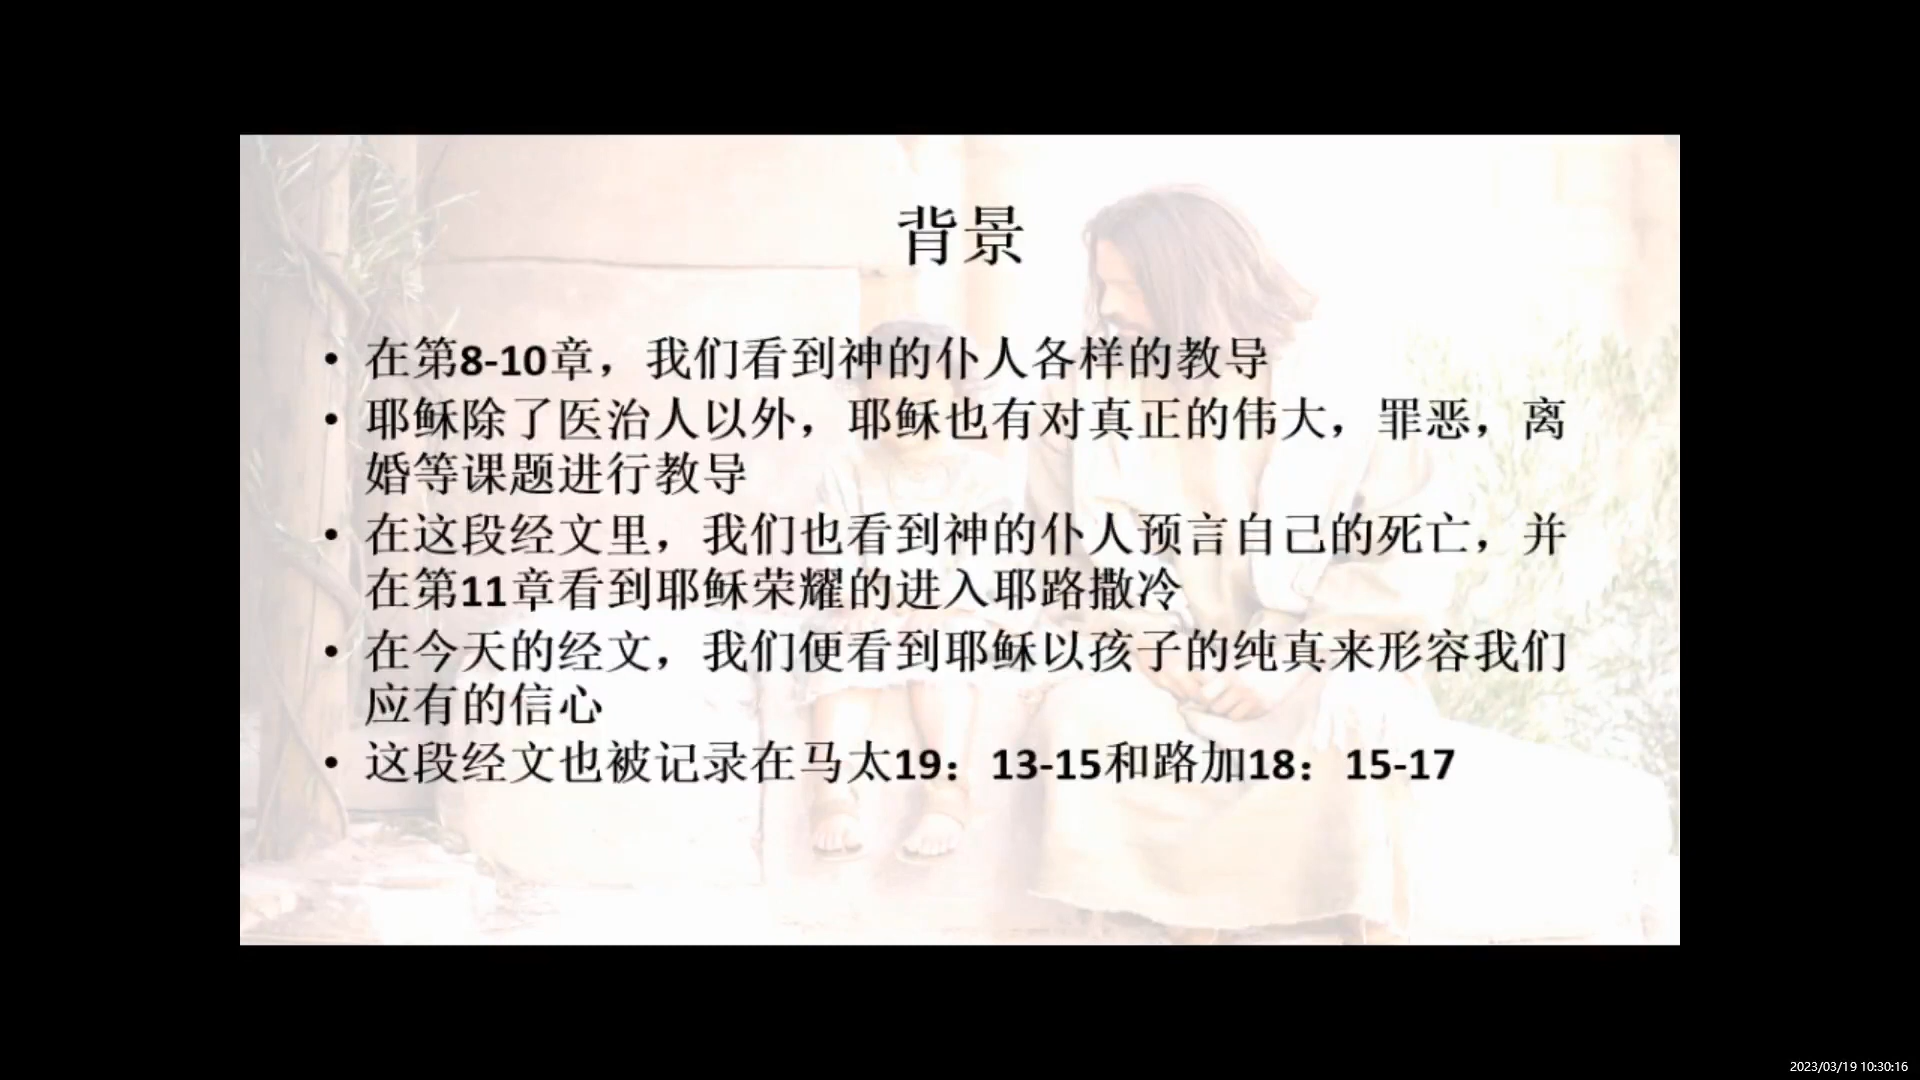 背景
• 在第8-10章，我们看到神的仆人各样的教导
• 耶稣除了医治人以外，耶稣也有对真正的伟大，罪恶，离
婚等课题进行教导
• 在这段经文里，我们也看到神的仆人预言自己的死亡，并
在第11章看到耶稣荣耀的进入耶路撒冷
• 在今天的经文，我们便看到耶稣以孩子的纯真来形容我们
应有的信心
• 这段经文也被记录在马太19：13-15和路加18：15-17
2023/03/19 10:30:16